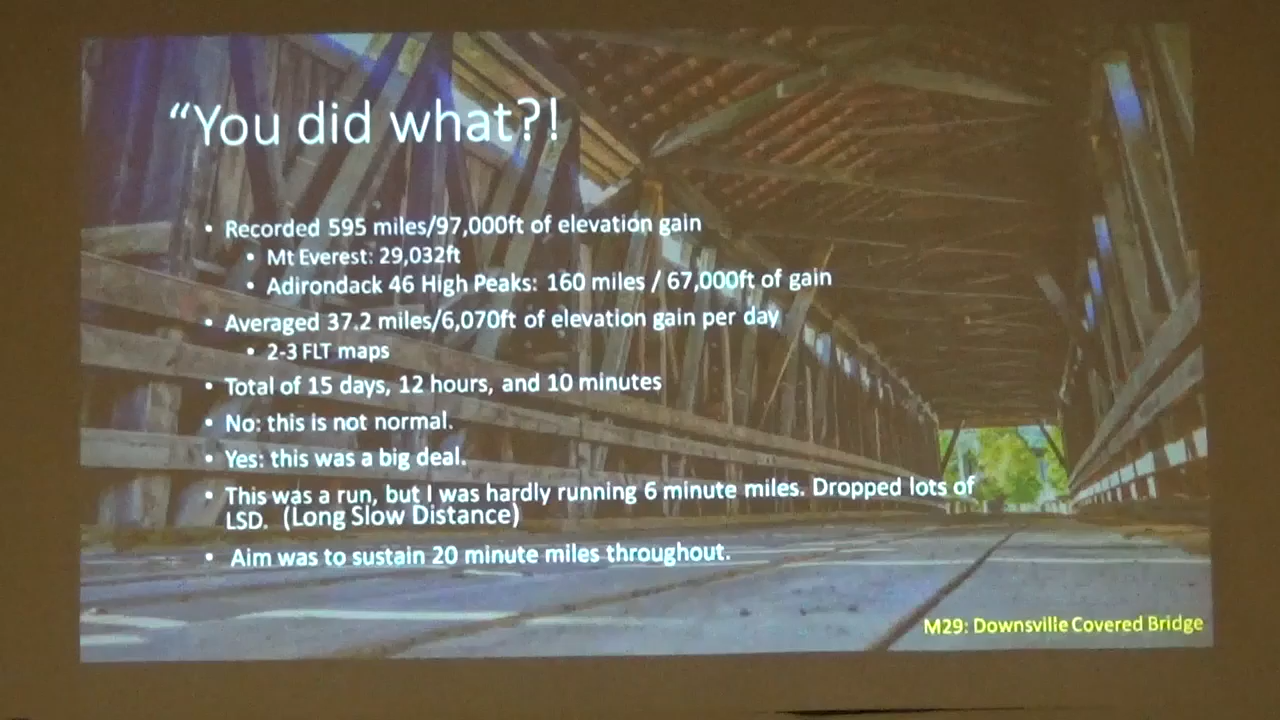 “You did what?!
• Recorded 595 miles/97,000ft of elevation gain
• Mt Everest: 29,032ft
• Adirondack 46 High Peaks: 160 miles / 67,000ft of gain
• Averaged 37.2 miles/6,070ft of elevation gain per day
• 2-3 FLT maps
• Total of 15 days, 12 hours, and 10 minutes
• No: this is not normal.
• Yes: this was a big deal.
• This was a run, but I was hardly running 6 minute miles. Dropped lots of
LSD. (Long Slow Distance)
• Aim was to sustain 20 minute miles throughout.
M29: Downsville Covered Bridge